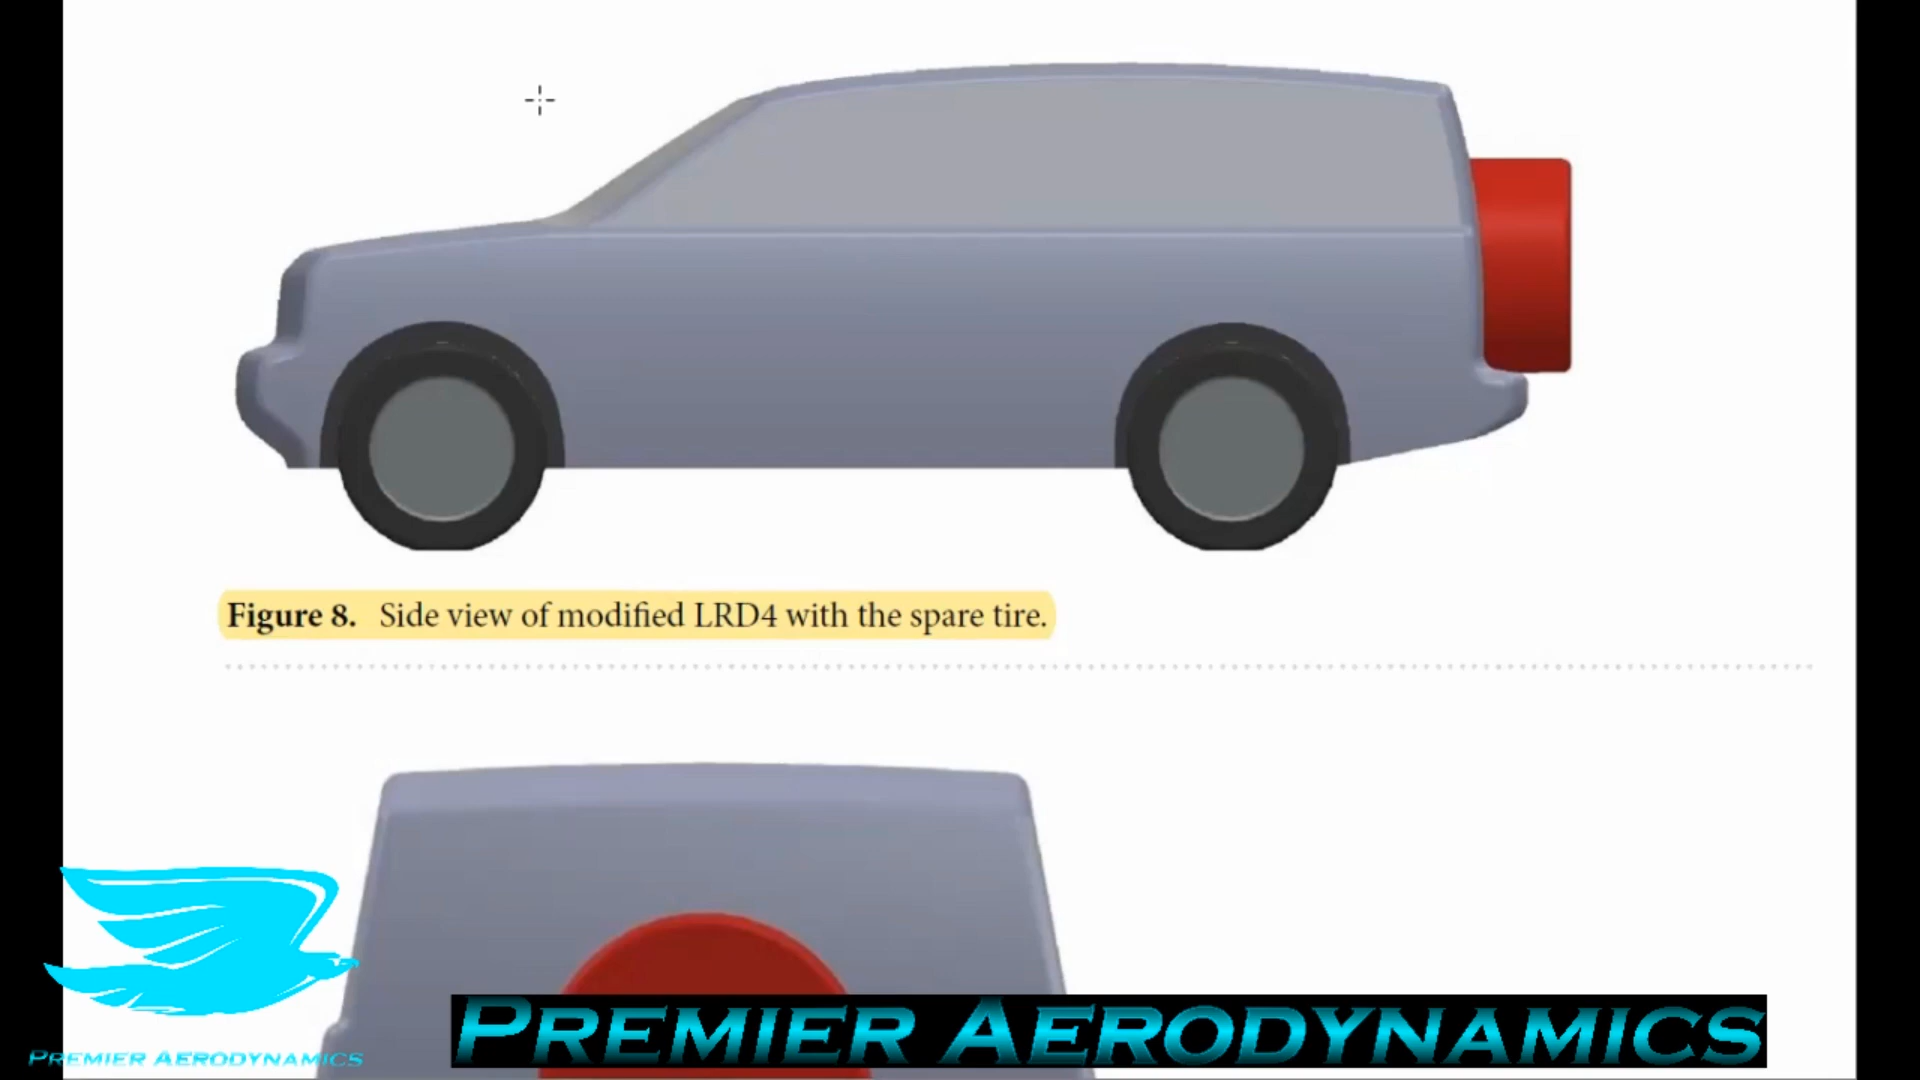 Figure 8. Side view of modified LRD4 with the spare tire.
PREMIER AERODYNAMICS
PREMIER AERODYNAMICS